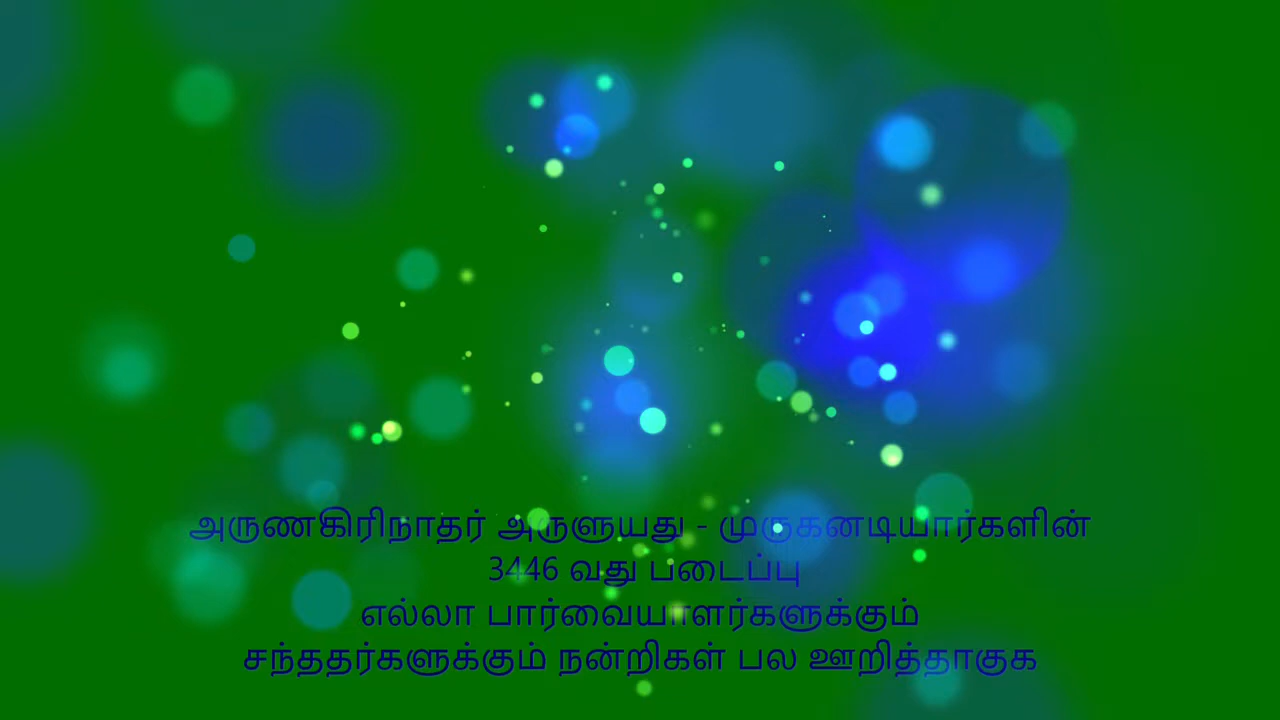 அருணகிரிநாதர் அருளுயது - முருகனடியார்களின்
3446 வது படைப்பு
எல்லா பார்வையாளர்களுக்கும்
சந்ததர்களுக்கும் நன்றிகள் பல ஊறித்தாகுக